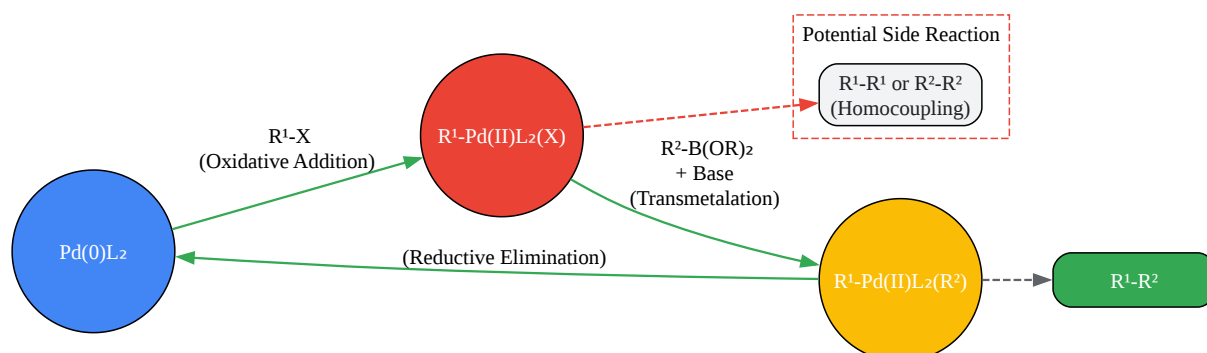 Potential Side Reaction
R¹-R¹ or R²-R²
(Homocoupling)
R¹-X
(Oxidative Addition)
R¹-Pd(II)L₂(X)
R²-B(OR)₂
+ Base
(Transmetalation)
Pd(0)L₂
(Reductive Elimination)
R¹-Pd(II)L₂(R²)
R¹-R²